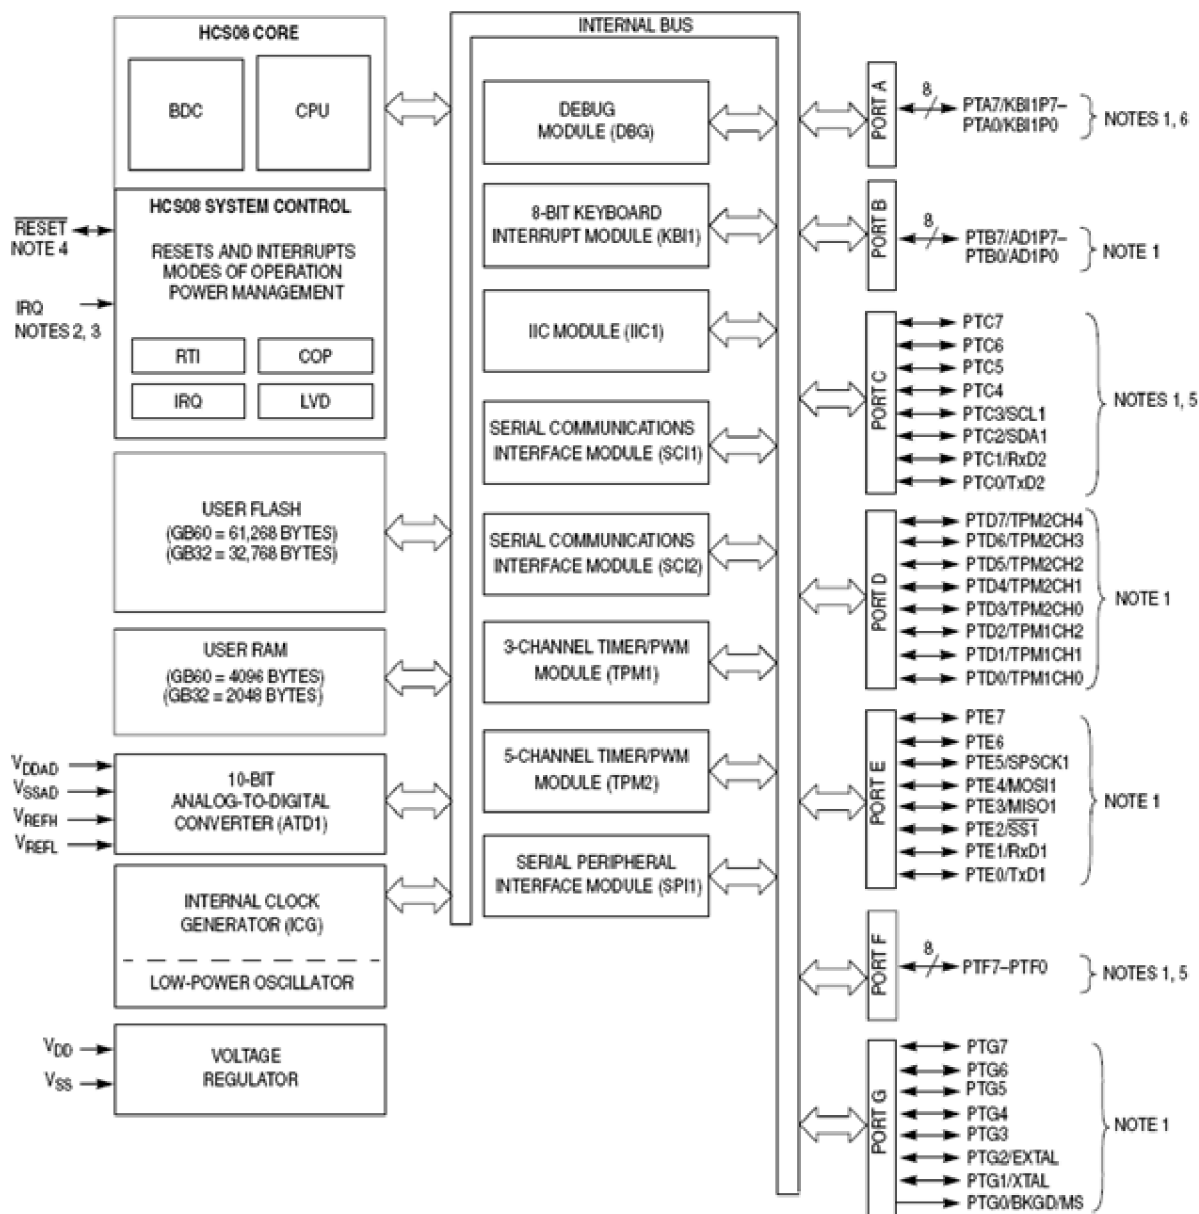 INTERNAL BUS
HCS08 CORE
BDC
CPU
HCS08 SYSTEM CONTROL
RESETS AND INTERRUPTS
MODES OF OPERATION
POWER MANAGEMENT
RTI
COP
IRQ
LVD
RESET
NOTE 4
IRQ
NOTES 2, 3
USER FLASH
(GB60 = 61,268 BYTES)
(GB32 = 32,768 BYTES)
USER RAM
(GB60 = 4096 BYTES)
(GB32 = 2048 BYTES)
VDDAD
VSSAD
VREFH
VREFL
10-BIT
ANALOG-TO-DIGITAL
CONVERTER (ATD1)
INTERNAL CLOCK
GENERATOR (ICG)
LOW-POWER OSCILLATOR
VDD
VSS
VOLTAGE
REGULATOR
DEBUG
MODULE (DBG)
8-BIT KEYBOARD
INTERRUPT MODULE (KBI1)
IIC MODULE (IIC1)
SERIAL COMMUNICATIONS
INTERFACE MODULE (SCI1)
SERIAL COMMUNICATIONS
INTERFACE MODULE (SCI2)
3-CHANNEL TIMER/PWM
MODULE (TPM1)
5-CHANNEL TIMER/PWM
MODULE (TPM2)
SERIAL PERIPHERAL
INTERFACE MODULE (SPI1)
PORT A
8
PTA7/KBI1P7–
PTA0/KBI1P0
NOTES 1, 6
PORT B
8
PTB7/AD1P7–
PTB0/AD1P0
NOTE 1
PORT C
PTC7
PTC6
PTC5
PTC4
PTC3/SCL1
PTC2/SDA1
PTC1/RxD2
PTC0/TxD2
NOTES 1, 5
PORT D
PTD7/TPM2CH4
PTD6/TPM2CH3
PTD5/TPM2CH2
PTD4/TPM2CH1
PTD3/TPM2CH0
PTD2/TPM1CH2
PTD1/TPM1CH1
PTD0/TPM1CH0
NOTE 1
PORT E
PTE7
PTE6
PTE5/SPSCK1
PTE4/MOSI1
PTE3/MISO1
PTE2/SS1
PTE1/RxD1
PTE0/TxD1
NOTE 1
PORT F
8
PTF7–PTF0
NOTES 1, 5
PORT G
PTG7
PTG6
PTG5
PTG4
PTG3
PTG2/EXTAL
PTG1/XTAL
PTG0/BKGD/MS
NOTE 1